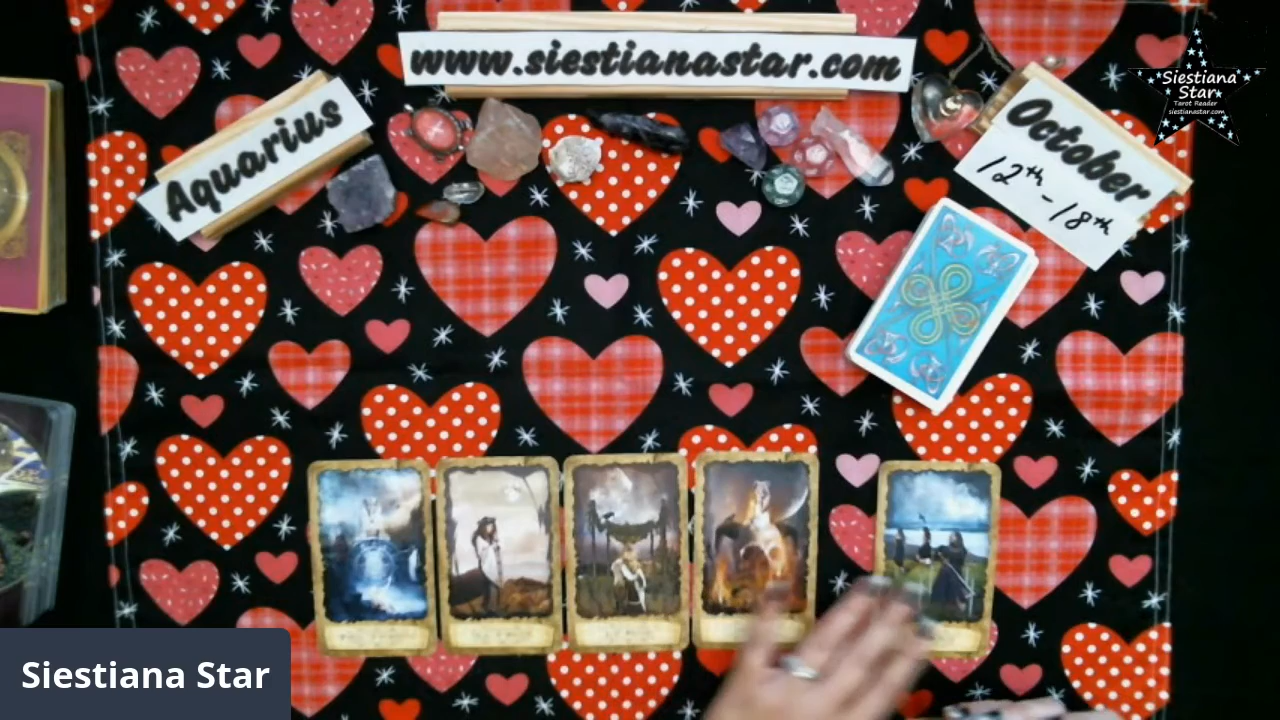 www.siestianastar.com
Aquarius
October
12th -18th
Siestiana
Star
Tarot Reader
siestianastar.com
Siestiana Star